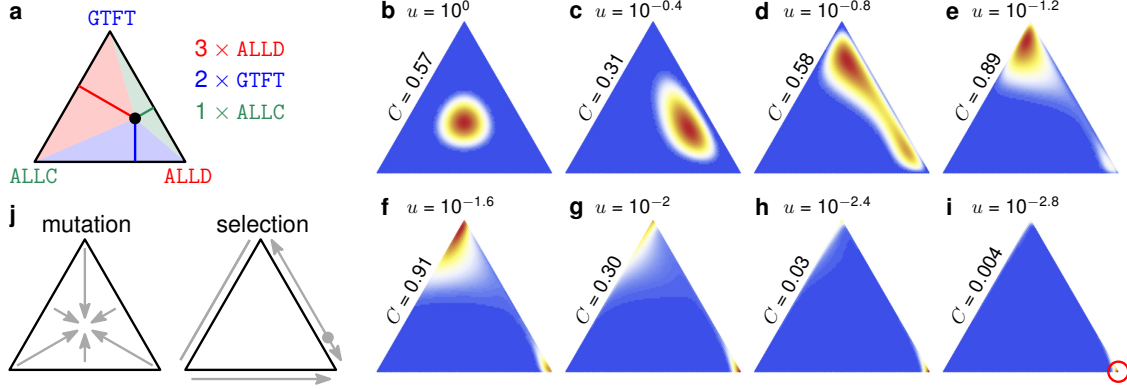 a
GTFT
3 × ALLD
2 × GTFT
1 × ALLC
ALLC
ALLD
b u = 10^0
C = 0.57
c u = 10^−0.4
C = 0.31
d u = 10^−0.8
C = 0.58
e u = 10^−1.2
C = 0.89
f u = 10^−1.6
C = 0.91
g u = 10^−2
C = 0.30
h u = 10^−2.4
C = 0.03
i u = 10^−2.8
C = 0.004
j
mutation
selection